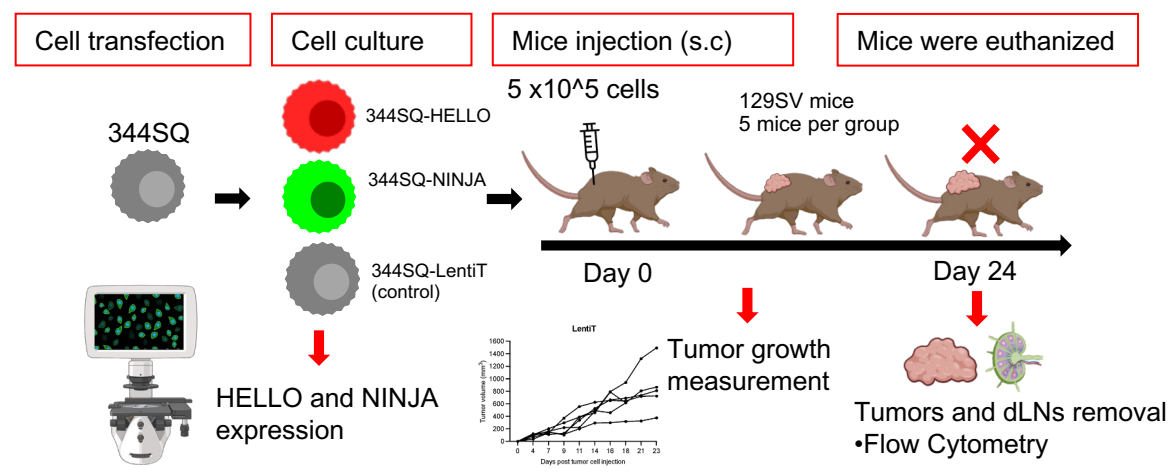 Cell transfection
Cell culture
Mice injection (s.c)
Mice were euthanized
344SQ
344SQ-HELLO
344SQ-NINJA
344SQ-LentiT
(control)
5 x10^5 cells
129SV mice
5 mice per group
Day 0
Day 24
HELLO and NINJA
expression
LentiT
Tumor volume (mm³)
1600
1400
1200
1000
800
600
400
200
0
0 4 7 9 11 14 16 18 21 23
Days post tumor cell injection
Tumor growth
measurement
Tumors and dLNs removal
•Flow Cytometry